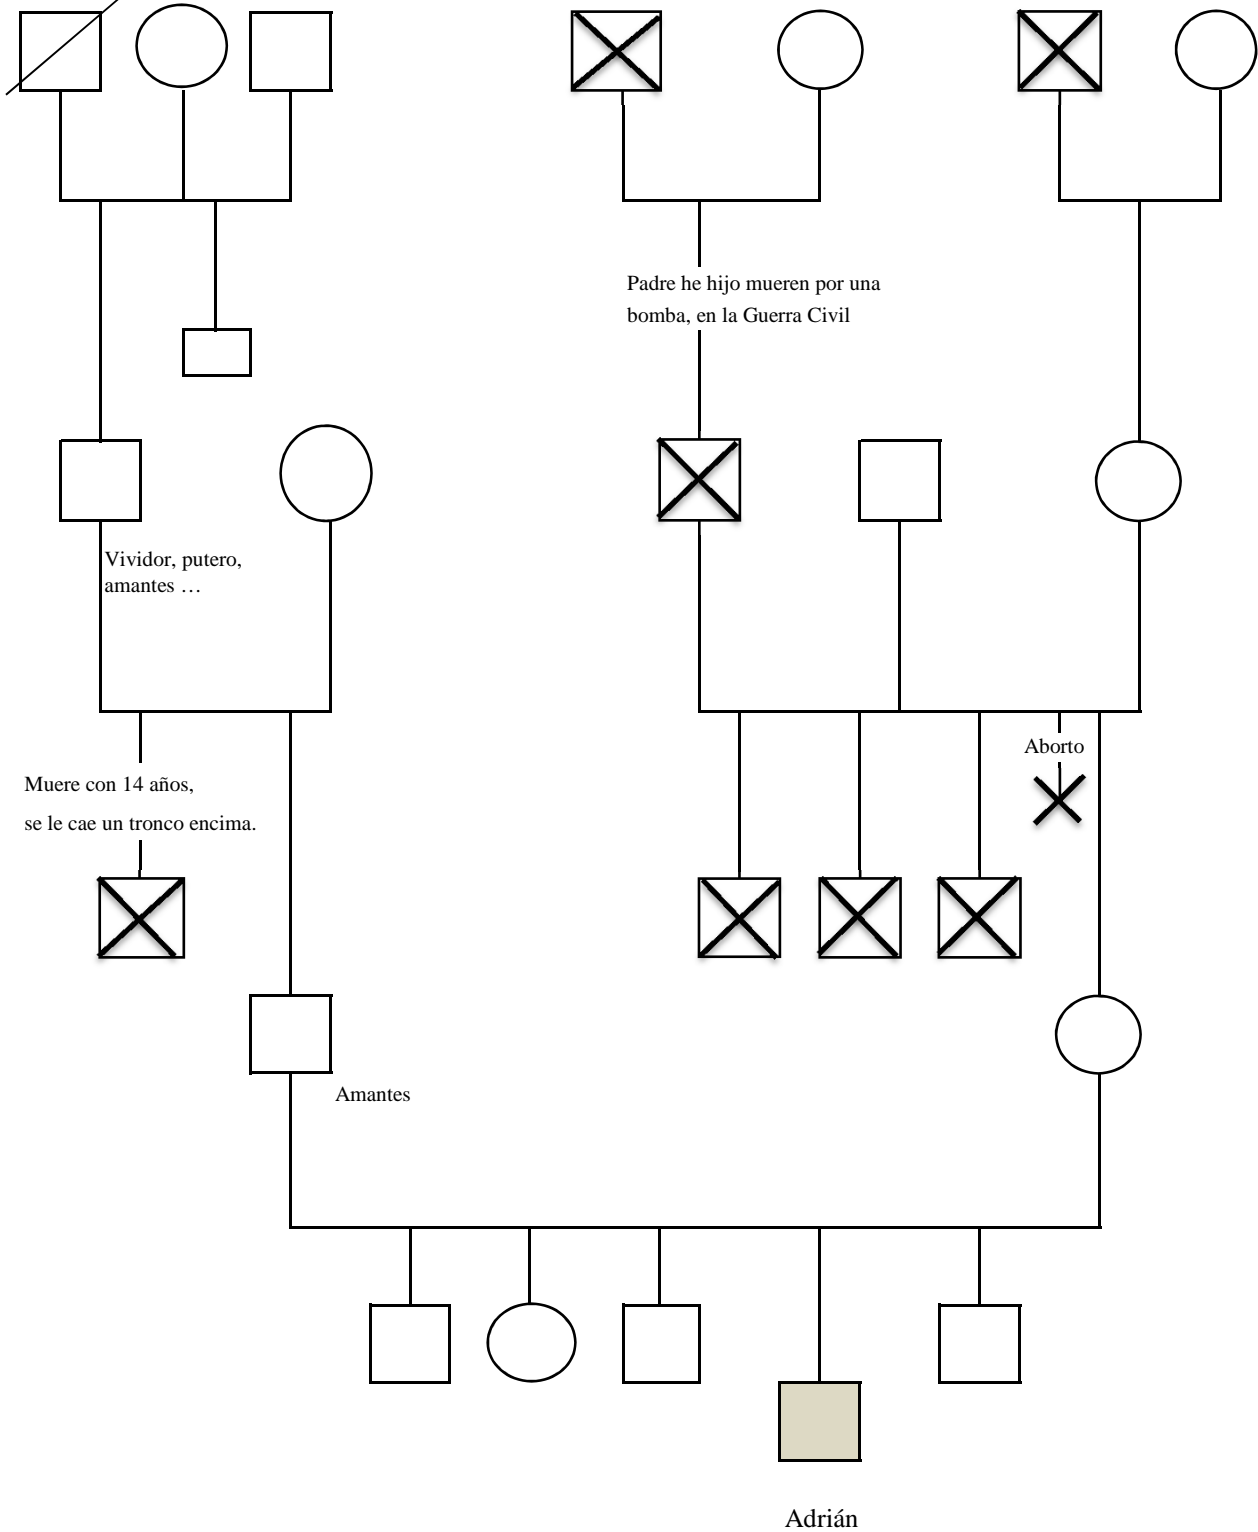 Padre he hijo mueren por una
bomba, en la Guerra Civil
Vividor, putero,
amantes …
Aborto
Muere con 14 años,
se le cae un tronco encima.
Amantes
Adrián